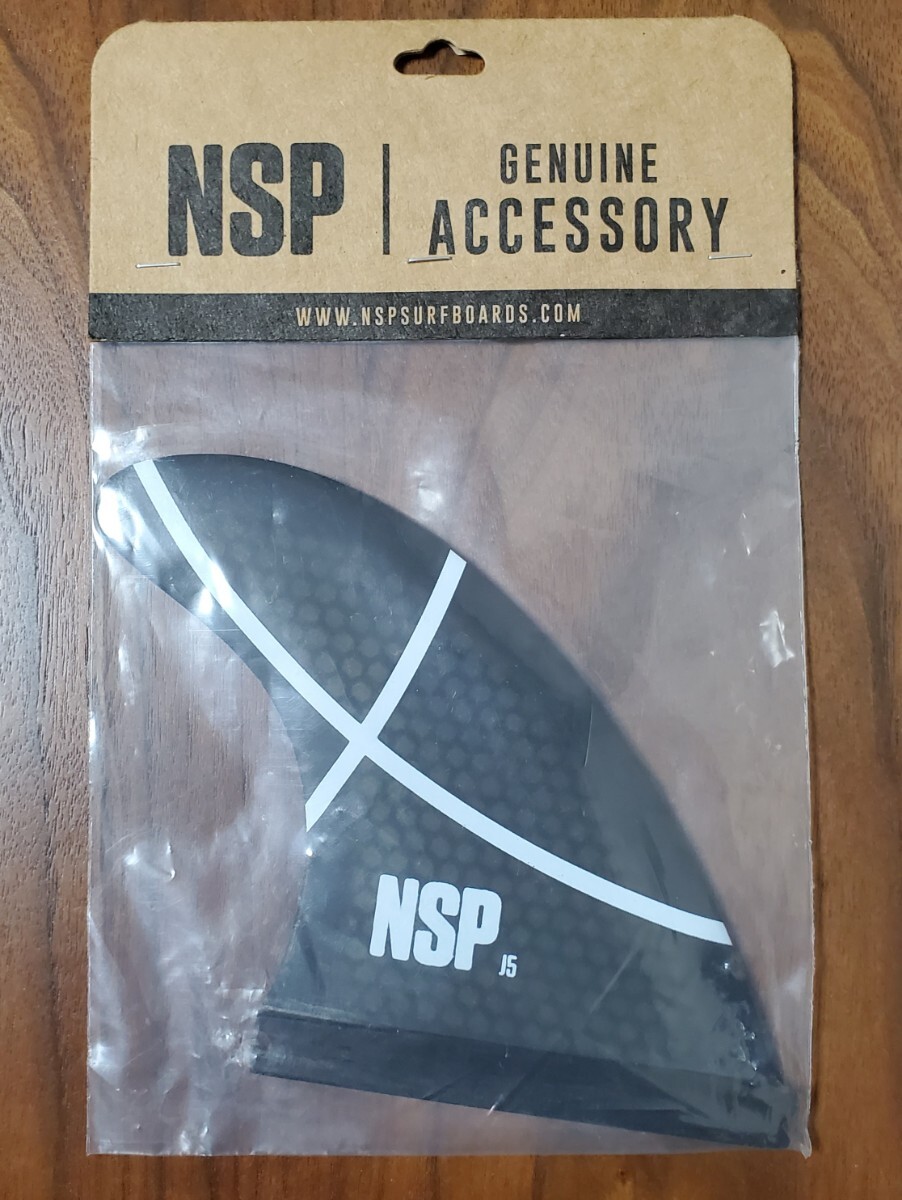 NSP
GENUINE
ACCESSORY
WWW.NSPSURFBOARDS.COM
NSP J5